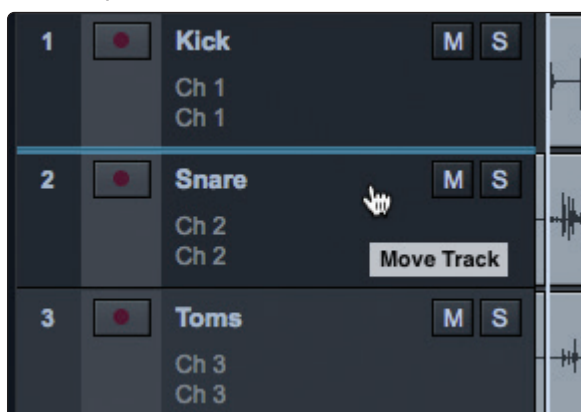 1 Kick M S
Ch 1
Ch 1
2 Snare M S
Ch 2
Ch 2
Move Track
3 Toms M S
Ch 3
Ch 3